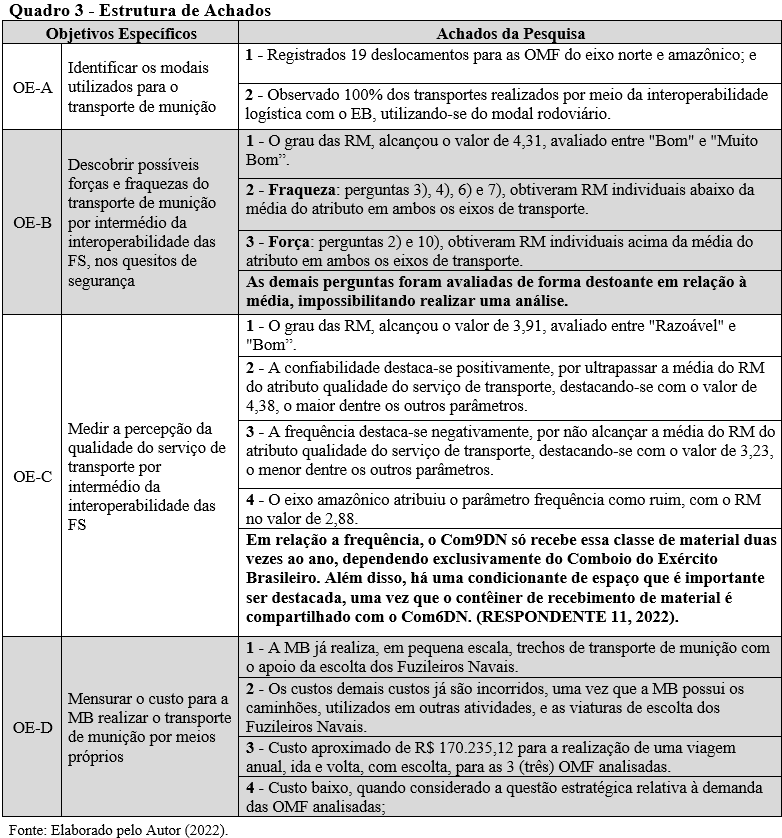 Quadro 3 - Estrutura de Achados
Objetivos Específicos
Achados da Pesquisa
OE-A
Identificar os modais
utilizados para o
transporte de munição
1 - Registrados 19 deslocamentos para as OMF do eixo norte e amazônico; e
2 - Observado 100% dos transportes realizados por meio da interoperabilidade
logística com o EB, utilizando-se do modal rodoviário.
OE-B
Descobrir possíveis
forças e fraquezas do
transporte de munição
por intermédio da
interoperabilidade das
FS, nos quesitos de
segurança
1 - O grau das RM, alcançou o valor de 4,31, avaliado entre "Bom" e "Muito
Bom”.
2 - Fraqueza: perguntas 3), 4), 6) e 7), obtiveram RM individuais abaixo da
média do atributo em ambos os eixos de transporte.
3 - Força: perguntas 2) e 10), obtiveram RM individuais acima da média do
atributo em ambos os eixos de transporte.
As demais perguntas foram avaliadas de forma destoante em relação à
média, impossibilitando realizar uma análise.
OE-C
Medir a percepção da
qualidade do serviço de
transporte por
intermédio da
interoperabilidade das
FS
1 - O grau das RM, alcançou o valor de 3,91, avaliado entre "Razoável" e
"Bom”.
2 - A confiabilidade destaca-se positivamente, por ultrapassar a média do RM
do atributo qualidade do serviço de transporte, destacando-se com o valor de
4,38, o maior dentre os outros parâmetros.
3 - A frequência destaca-se negativamente, por não alcançar a média do RM do
atributo qualidade do serviço de transporte, destacando-se com o valor de 3,23,
o menor dentre os outros parâmetros.
4 - O eixo amazônico atribuiu o parâmetro frequência como ruim, com o RM
no valor de 2,88.
Em relação a frequência, o Com9DN só recebe essa classe de material duas
vezes ao ano, dependendo exclusivamente do Comboio do Exército
Brasileiro. Além disso, há uma condicionante de espaço que é importante
ser destacada, uma vez que o contêiner de recebimento de material é
compartilhado com o Com6DN. (RESPONDENTE 11, 2022).
OE-D
Mensurar o custo para a
MB realizar o transporte
de munição por meios
próprios
1 - A MB já realiza, em pequena escala, trechos de transporte de munição com
o apoio da escolta dos Fuzileiros Navais.
2 - Os custos demais custos já são incorridos, uma vez que a MB possui os
caminhões, utilizados em outras atividades, e as viaturas de escolta dos
Fuzileiros Navais.
3 - Custo aproximado de R$ 170.235,12 para a realização de uma viagem
anual, ida e volta, com escolta, para as 3 (três) OMF analisadas.
4 - Custo baixo, quando considerado a questão estratégica relativa à demanda
das OMF analisadas;
Fonte: Elaborado pelo Autor (2022).